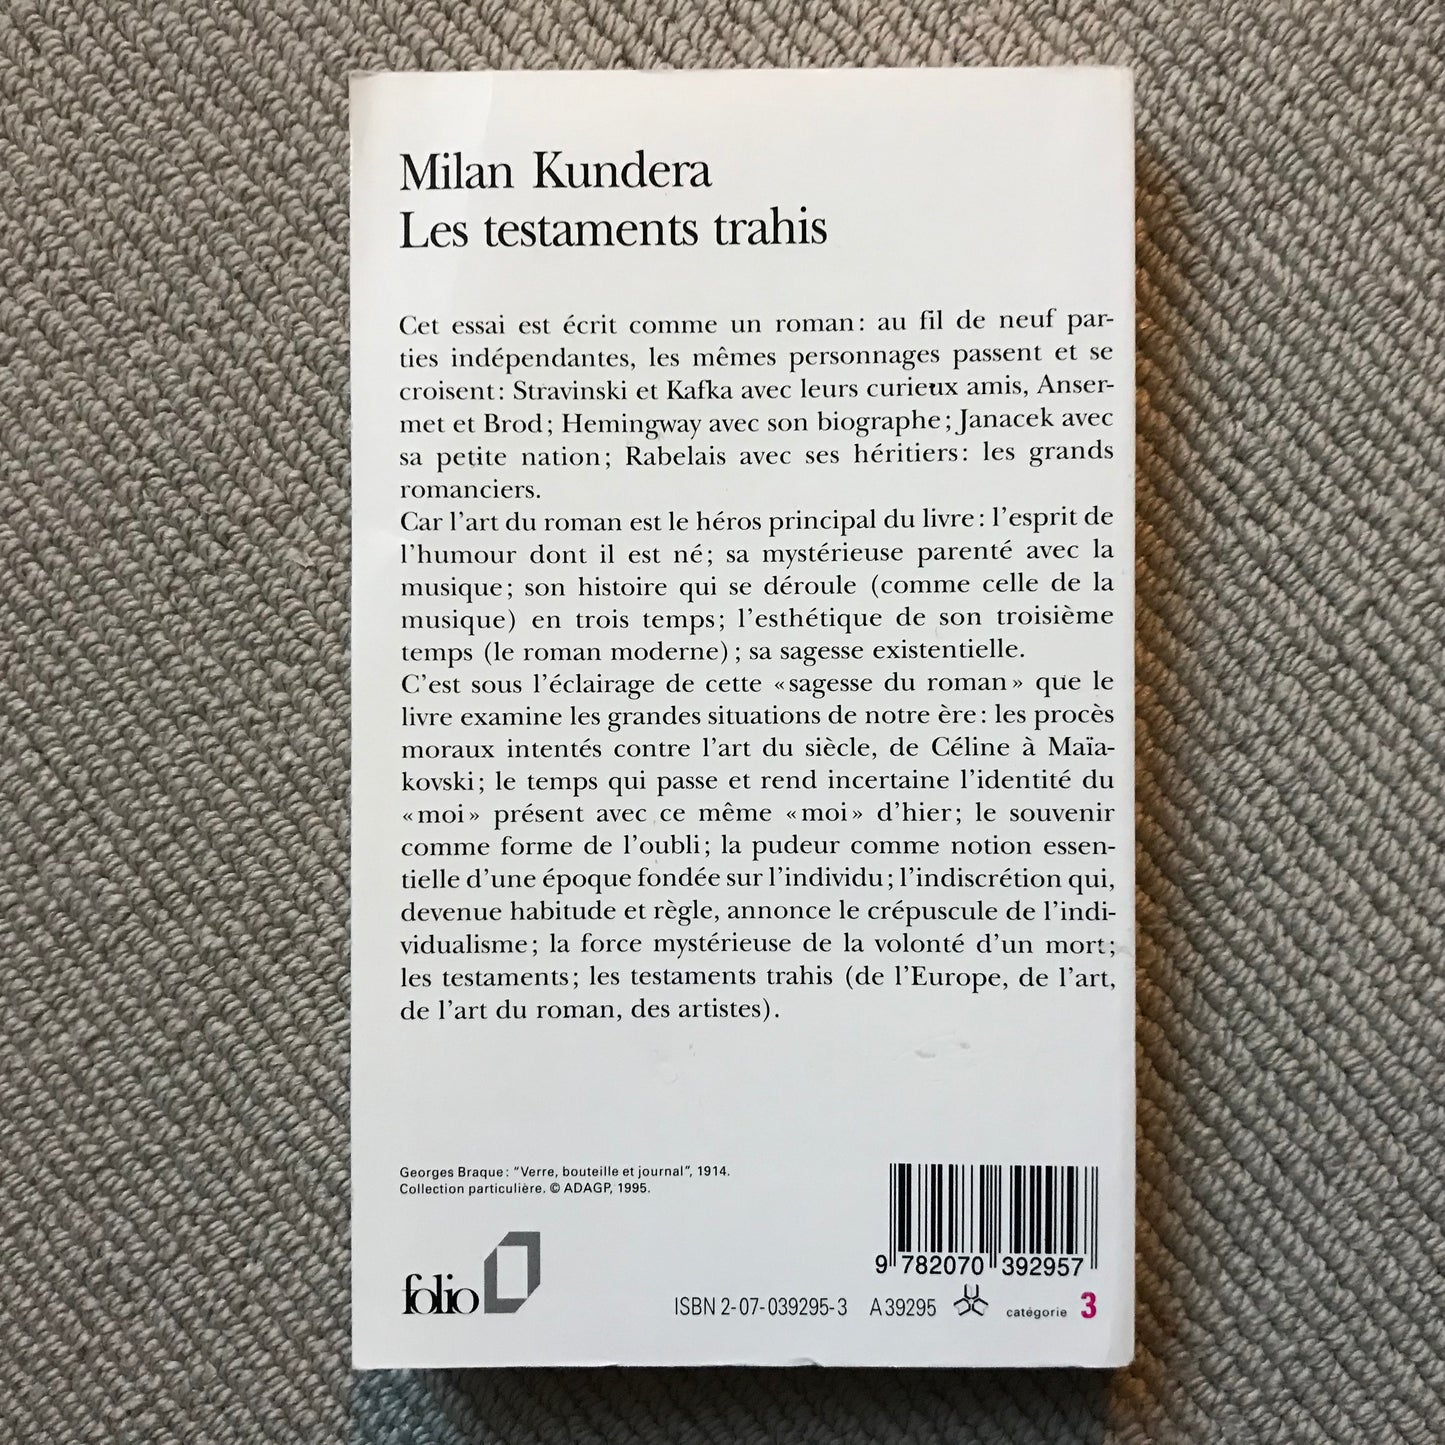 Milan Kundera
Les testaments trahis
Cet essai est écrit comme un roman : au fil de neuf par-
ties indépendantes, les mêmes personnages passent et se
croisent : Stravinski et Kafka avec leurs curieux amis, Anser-
met et Brod ; Hemingway avec son biographe ; Janacek avec
sa petite nation ; Rabelais avec ses héritiers : les grands
romanciers.
Car l'art du roman est le héros principal du livre : l'esprit de
l'humour dont il est né ; sa mystérieuse parenté avec la
musique ; son histoire qui se déroule (comme celle de la
musique) en trois temps ; l'esthétique de son troisième
temps (le roman moderne) ; sa sagesse existentielle.
C'est sous l'éclairage de cette «sagesse du roman» que le
livre examine les grandes situations de notre ère : les procès
moraux intentés contre l'art du siècle, de Céline à Maïa-
kovski ; le temps qui passe et rend incertaine l'identité du
«moi» présent avec ce même «moi» d'hier ; le souvenir
comme forme de l'oubli ; la pudeur comme notion essen-
tielle d'une époque fondée sur l'individu ; l'indiscrétion qui,
devenue habitude et règle, annonce le crépuscule de l'indi-
vidualisme ; la force mystérieuse de la volonté d'un mort ;
les testaments ; les testaments trahis (de l'Europe, de l'art,
de l'art du roman, des artistes).
Georges Braque : "Verre, bouteille et journal", 1914.
Collection particulière. © ADAGP, 1995.
folio
9 782070 392957
ISBN 2-07-039295-3 A 39295 catégorie 3